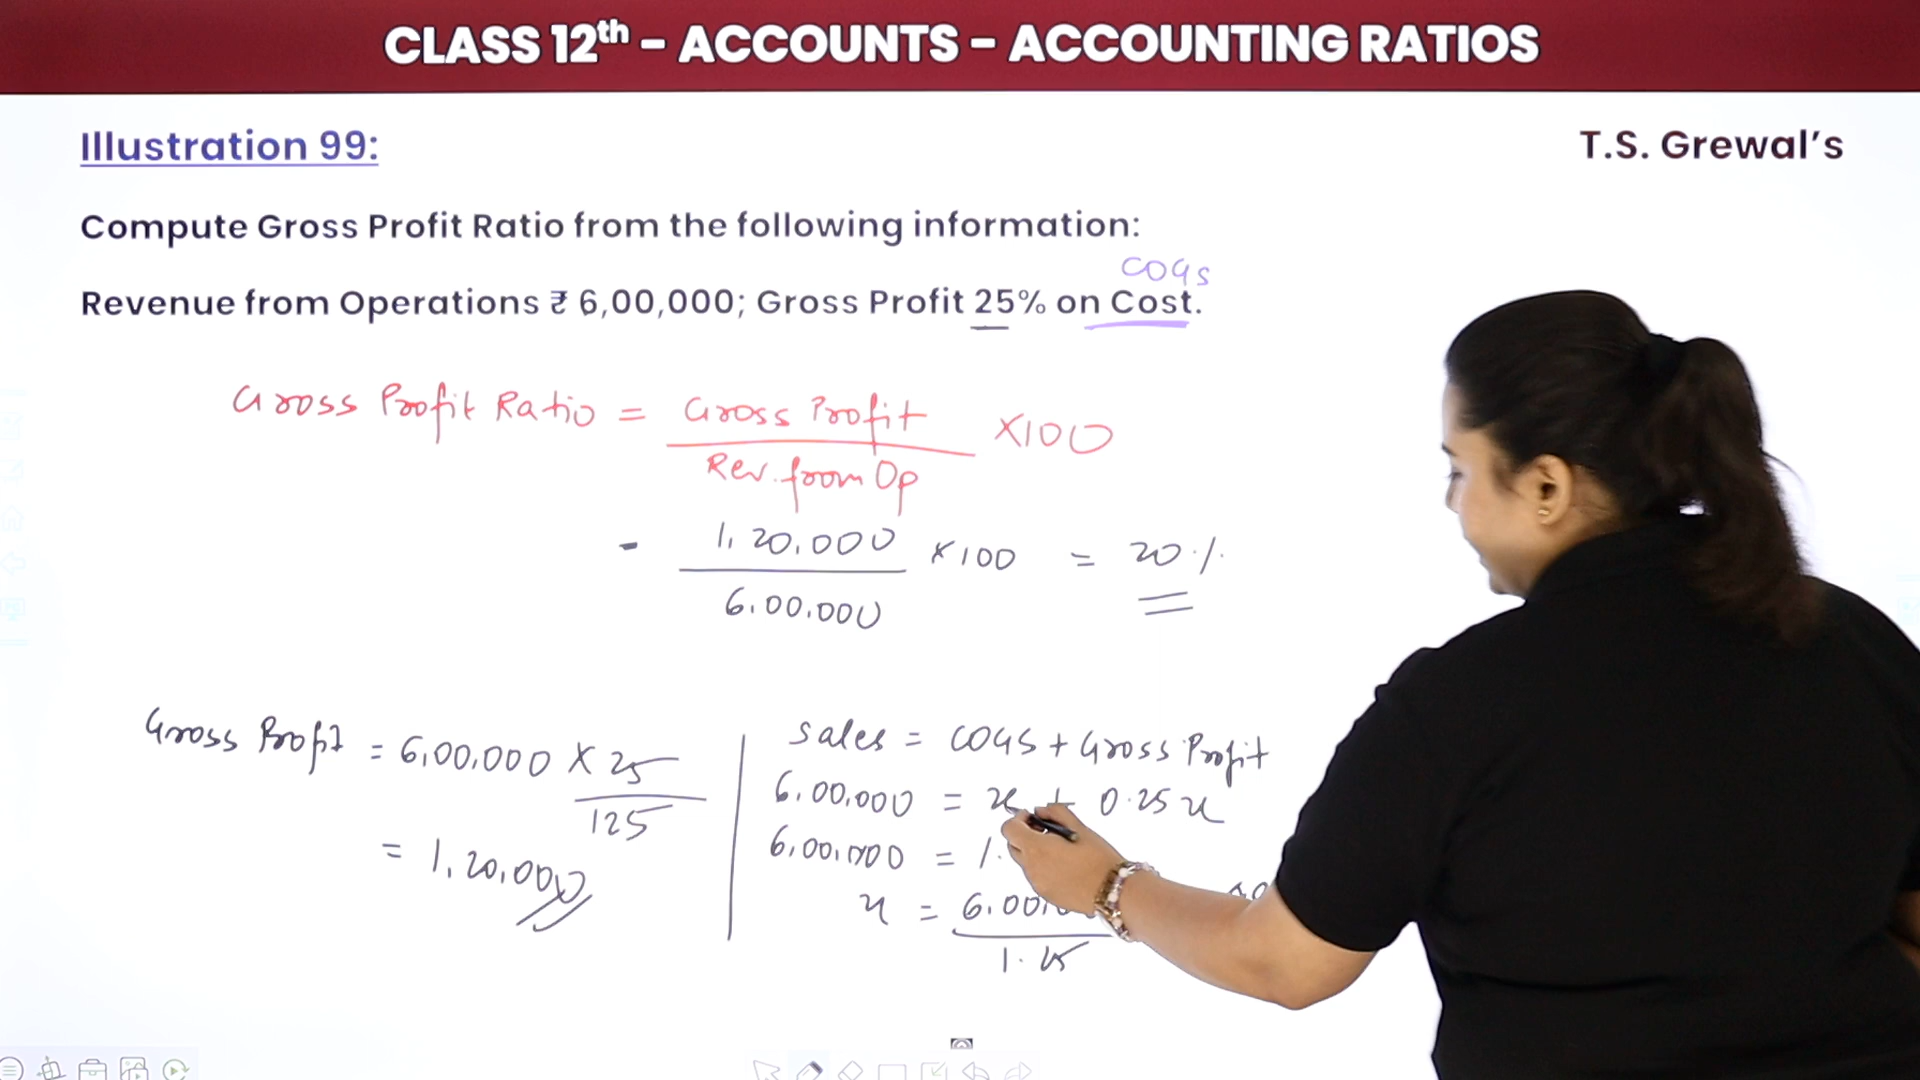 CLASS 12th – ACCOUNTS – ACCOUNTING RATIOS
Illustration 99:
T.S. Grewal's
Compute Gross Profit Ratio from the following information:
COGS
Revenue from Operations ₹ 6,00,000; Gross Profit 25% on Cost.
Gross Profit Ratio = Gross Profit ×100
Rev. from Op
- 1,20,000 ×100 = 20%
6,00,000
Gross Profit = 6,00,000 × 25
125
= 1,20,000
Sales = COGS + Gross Profit
6,00,000 = x + 0.25x
6,00,000 = 1.
x = 6,00,
1.25